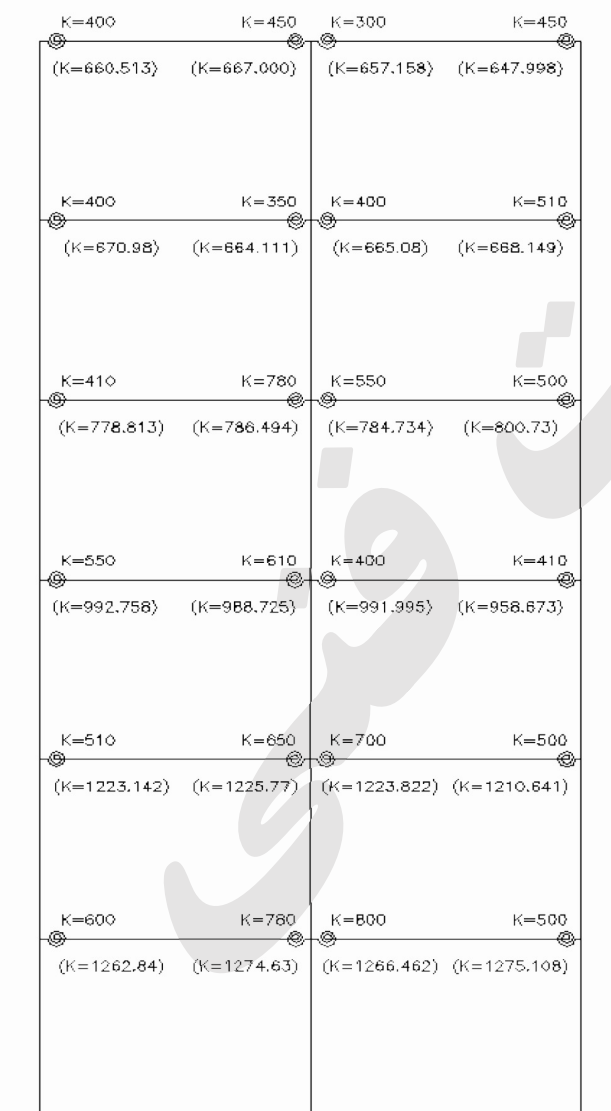 K=400 K=450 K=300 K=450
(K=660.513) (K=667.000) (K=657.158) (K=647.998)
K=400 K=350 K=400 K=510
(K=670.98) (K=664.111) (K=665.08) (K=668.149)
K=410 K=780 K=550 K=500
(K=778.813) (K=786.494) (K=784.734) (K=800.73)
K=550 K=610 K=400 K=410
(K=992.758) (K=988.725) (K=991.995) (K=958.673)
K=510 K=650 K=700 K=500
(K=1223.142) (K=1225.77) (K=1223.822) (K=1210.641)
K=600 K=780 K=800 K=500
(K=1262.84) (K=1274.63) (K=1266.462) (K=1275.108)